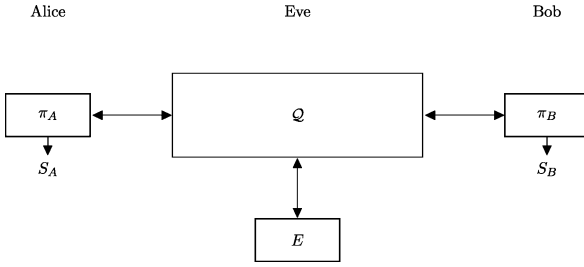 Alice Eve Bob
π_A 𝒬 π_B
S_A S_B
E